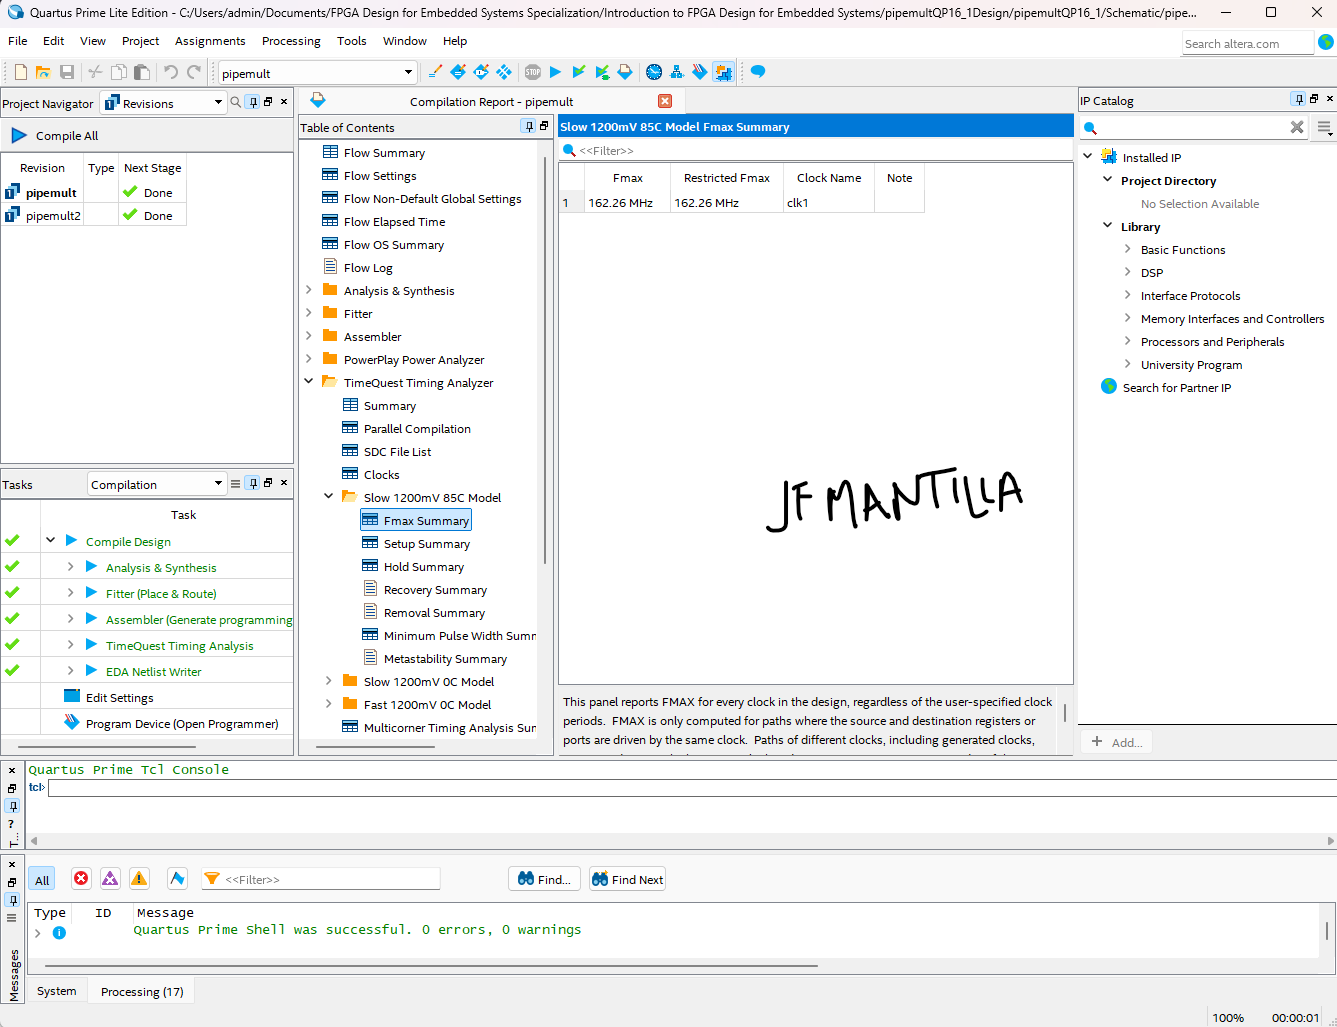 Quartus Prime Lite Edition - C:/Users/admin/Documents/FPGA Design for Embedded Systems Specialization/Introduction to FPGA Design for Embedded Systems/pipemultQP16_1Design/pipemultQP16_1/Schematic/pipe...
File Edit View Project Assignments Processing Tools Window Help
Search altera.com
pipemult
STOP
Project Navigator Revisions
Compile All
Revision Type Next Stage
pipemult Done
pipemult2 Done
Tasks Compilation
Task
Compile Design
Analysis & Synthesis
Fitter (Place & Route)
Assembler (Generate programming
TimeQuest Timing Analysis
EDA Netlist Writer
Edit Settings
Program Device (Open Programmer)
Compilation Report - pipemult
Table of Contents
Flow Summary
Flow Settings
Flow Non-Default Global Settings
Flow Elapsed Time
Flow OS Summary
Flow Log
Analysis & Synthesis
Fitter
Assembler
PowerPlay Power Analyzer
TimeQuest Timing Analyzer
Summary
Parallel Compilation
SDC File List
Clocks
Slow 1200mV 85C Model
Fmax Summary
Setup Summary
Hold Summary
Recovery Summary
Removal Summary
Minimum Pulse Width Summ
Metastability Summary
Slow 1200mV 0C Model
Fast 1200mV 0C Model
Multicorner Timing Analysis Sum
Slow 1200mV 85C Model Fmax Summary
<<Filter>>
Fmax Restricted Fmax Clock Name Note
1 162.26 MHz 162.26 MHz clk1
JFMANTILLA
This panel reports FMAX for every clock in the design, regardless of the user-specified clock
periods. FMAX is only computed for paths where the source and destination registers or
ports are driven by the same clock. Paths of different clocks, including generated clocks,
IP Catalog
Installed IP
Project Directory
No Selection Available
Library
Basic Functions
DSP
Interface Protocols
Memory Interfaces and Controllers
Processors and Peripherals
University Program
Search for Partner IP
+ Add...
Quartus Prime Tcl Console
tcl>
All <<Filter>> Find... Find Next
Type ID Message
Quartus Prime Shell was successful. 0 errors, 0 warnings
Messages
System Processing (17)
100% 00:00:01